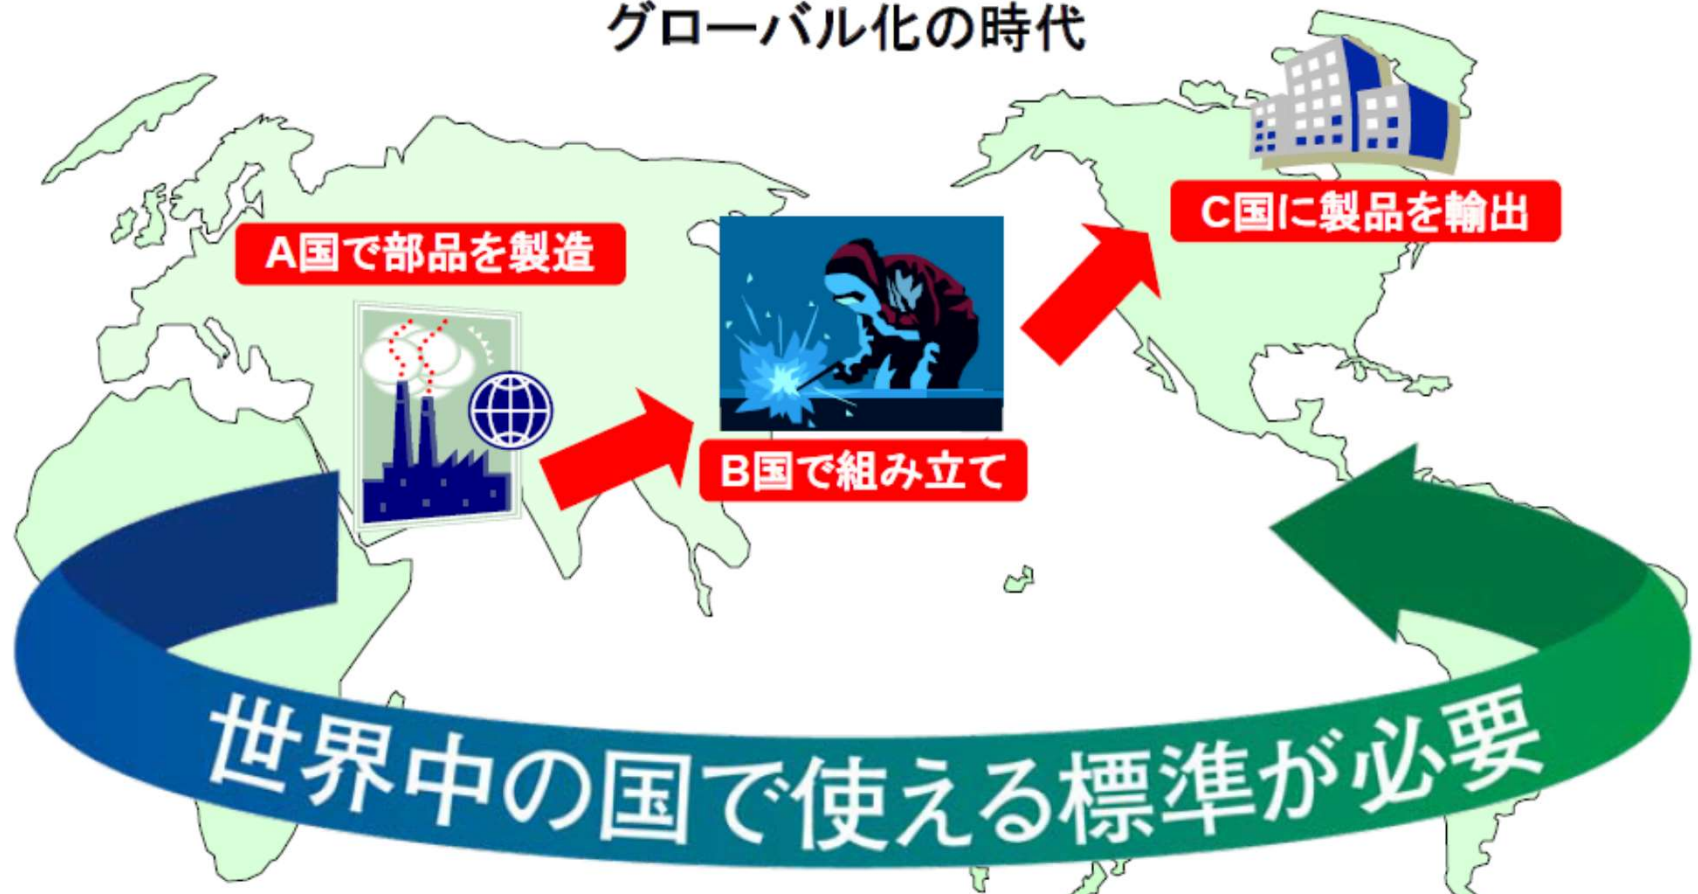 グローバル化の時代
C国に製品を輸出
A国で部品を製造
B国で組み立て
世界中の国で使える標準が必要